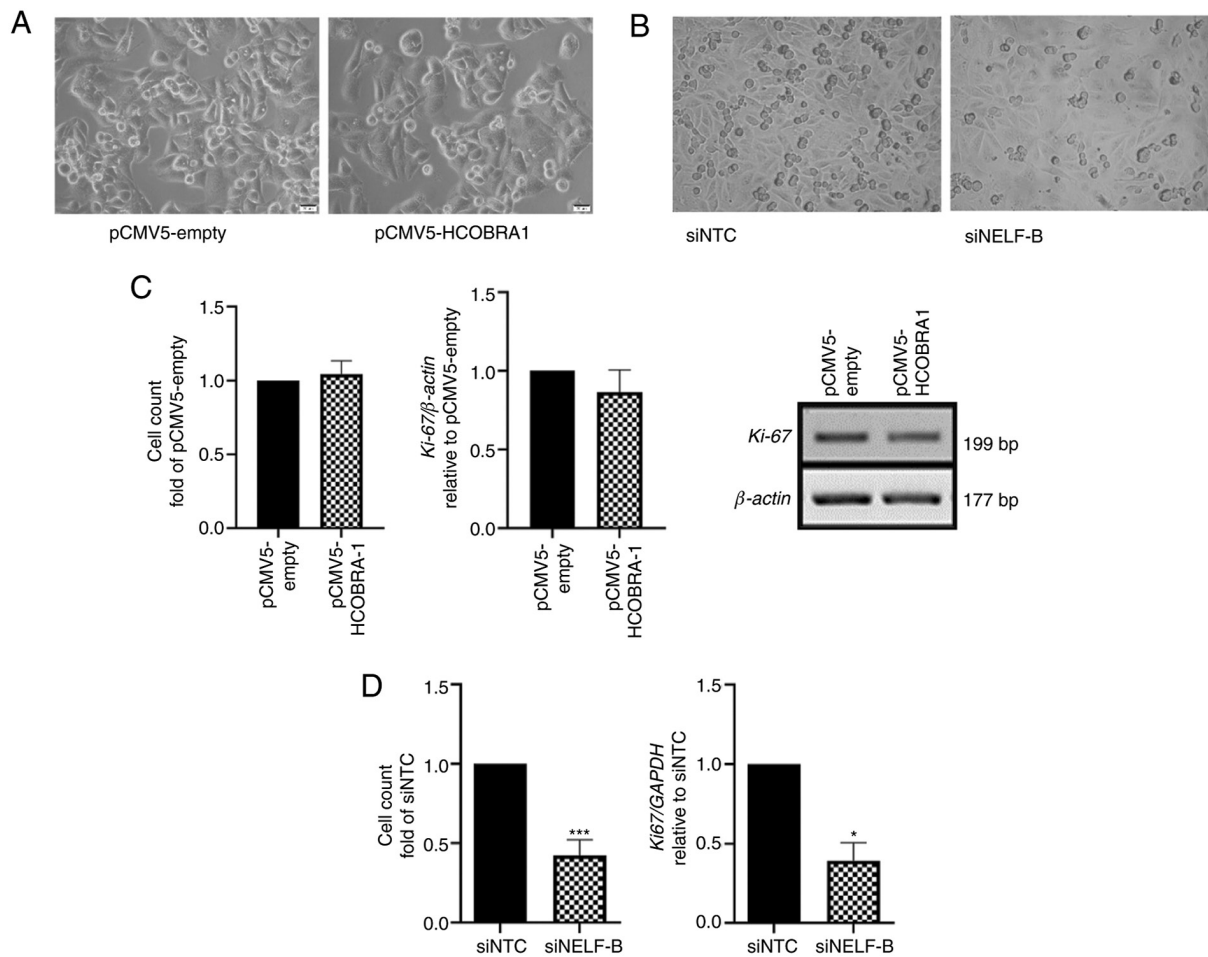 A
B
pCMV5-empty
pCMV5-HCOBRA1
siNTC
siNELF-B
C
Cell count
fold of pCMV5-empty
1.5
1.0
0.5
0.0
pCMV5-
empty
pCMV5-
HCOBRA-1
Ki-67/β-actin
relative to pCMV5-empty
1.5
1.0
0.5
0.0
pCMV5-
empty
pCMV5-
HCOBRA-1
pCMV5-
empty
pCMV5-
HCOBRA1
Ki-67
199 bp
β-actin
177 bp
D
Cell count
fold of siNTC
1.5
1.0
0.5
0.0
***
siNTC
siNELF-B
Ki67/GAPDH
relative to siNTC
1.5
1.0
0.5
0.0
*
siNTC
siNELF-B